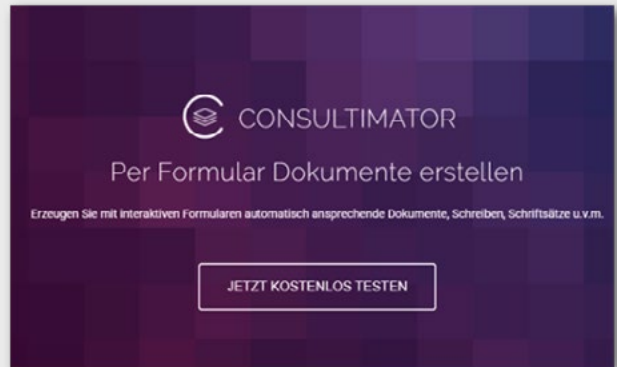 CONSULTIMATOR
Per Formular Dokumente erstellen
Erzeugen Sie mit interaktiven Formularen automatisch ansprechende Dokumente, Schreiben, Schriftsätze u.v.m.
JETZT KOSTENLOS TESTEN